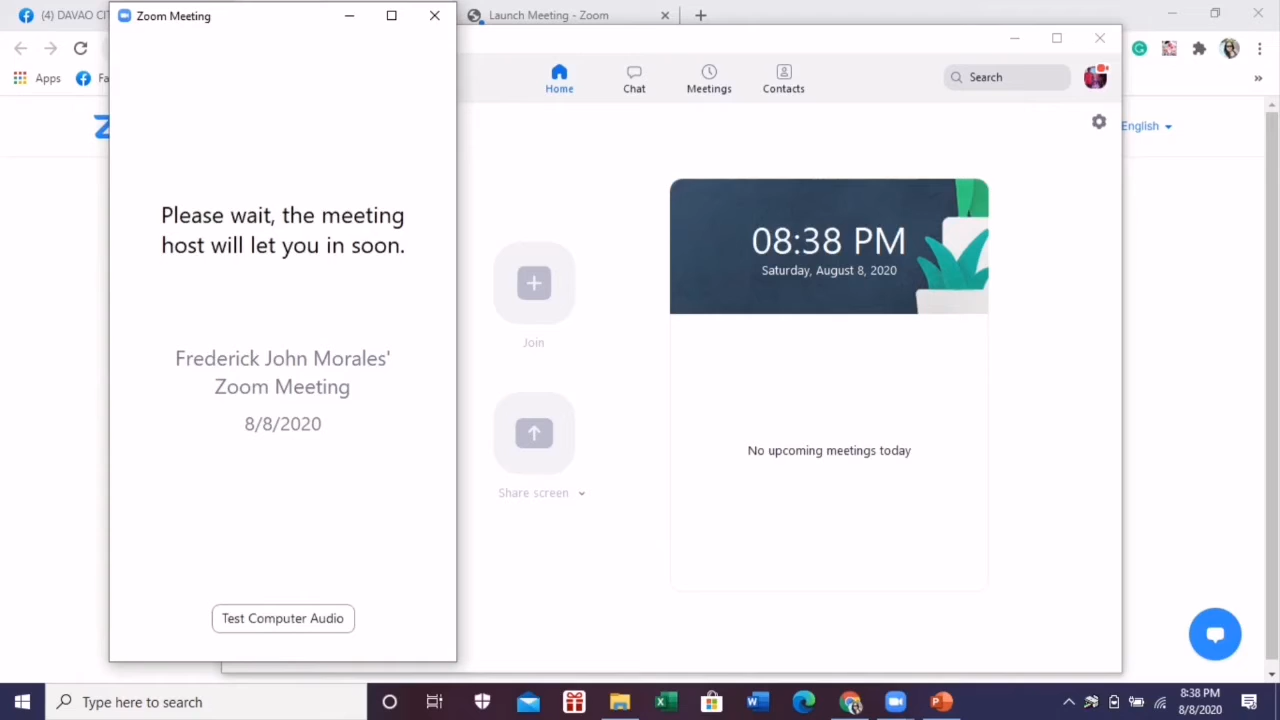 (4) DAVAO CI
Zoom Meeting
Launch Meeting - Zoom
Apps
Fa
Home
Chat
Meetings
Contacts
Search
English
Please wait, the meeting
host will let you in soon.
Frederick John Morales'
Zoom Meeting
8/8/2020
Test Computer Audio
Join
Share screen
08:38 PM
Saturday, August 8, 2020
No upcoming meetings today
Type here to search
8:38 PM
8/8/2020